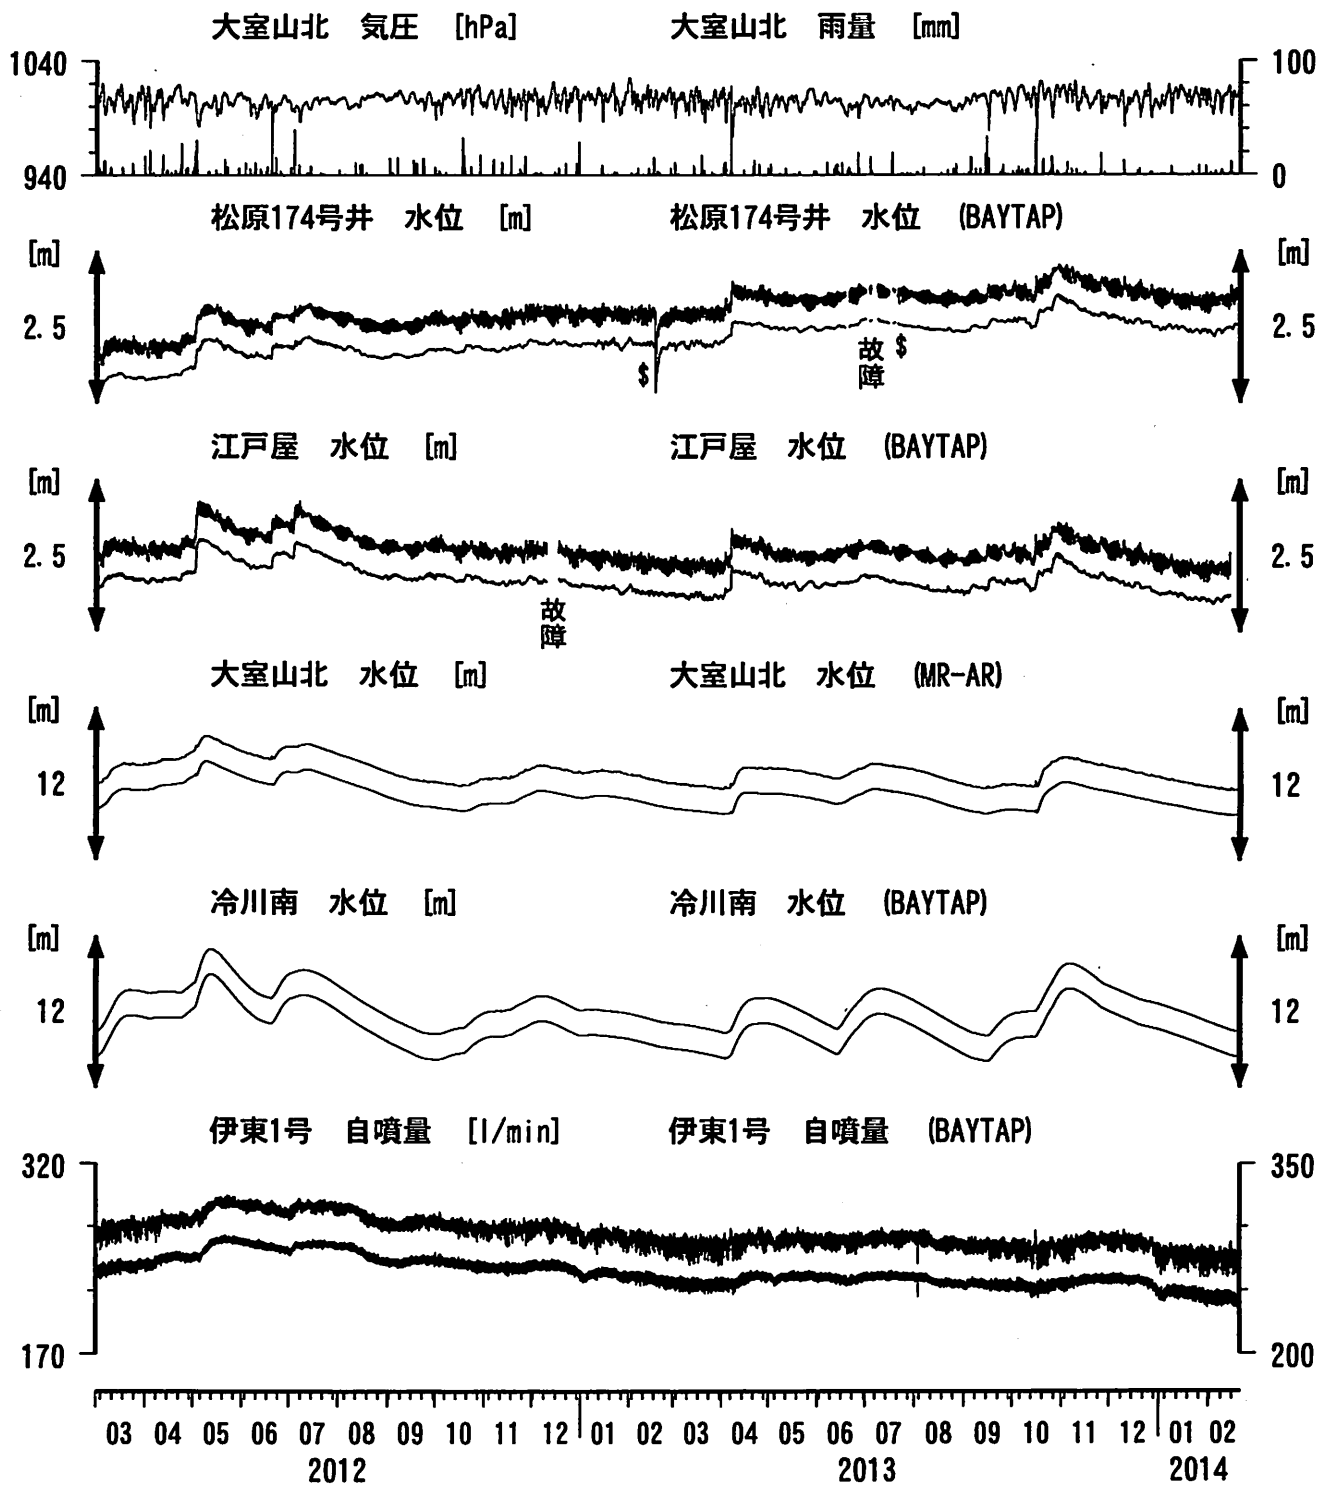 大室山北 気圧 [hPa] 大室山北 雨量 [mm]
1040 100
940 0
松原174号井 水位 [m] 松原174号井 水位 (BAYTAP)
[m] [m]
2.5 2.5
$ 故障 $
江戸屋 水位 [m] 江戸屋 水位 (BAYTAP)
[m] [m]
2.5 2.5
故障
大室山北 水位 [m] 大室山北 水位 (MR-AR)
[m] [m]
12 12
冷川南 水位 [m] 冷川南 水位 (BAYTAP)
[m] [m]
12 12
伊東1号 自噴量 [l/min] 伊東1号 自噴量 (BAYTAP)
320 350
170 200
03 04 05 06 07 08 09 10 11 12 01 02 03 04 05 06 07 08 09 10 11 12 01 02
2012 2013 2014